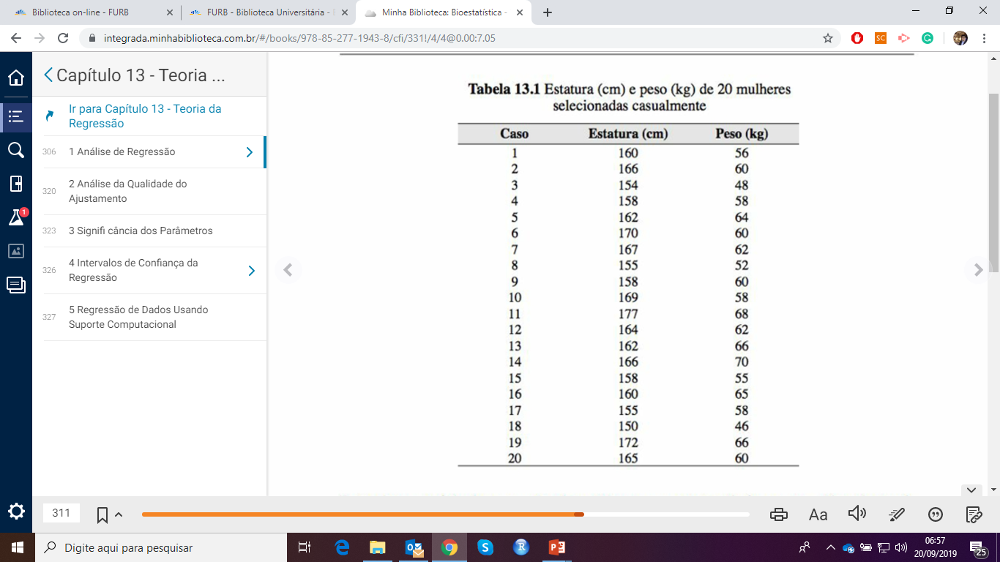 Biblioteca on-line - FURB
FURB - Biblioteca Universitária - 
Minha Biblioteca: Bioestatística -
integrada.minhabiblioteca.com.br/#/books/978-85-277-1943-8/cfi/331!/4/4@0.00:7.05
SC
Capítulo 13 - Teoria ...
Ir para Capítulo 13 - Teoria da
Regressão
306 1 Análise de Regressão
2 Análise da Qualidade do
320
Ajustamento
323 3 Signifi cância dos Parâmetros
4 Intervalos de Confiança da
326
Regressão
5 Regressão de Dados Usando
327
Suporte Computacional
1
Tabela 13.1 Estatura (cm) e peso (kg) de 20 mulheres
selecionadas casualmente
Caso Estatura (cm) Peso (kg)
1 160 56
2 166 60
3 154 48
4 158 58
5 162 64
6 170 60
7 167 62
8 155 52
9 158 60
10 169 58
11 177 68
12 164 62
13 162 66
14 166 70
15 158 55
16 160 65
17 155 58
18 150 46
19 172 66
20 165 60
311
Aa
Digite aqui para pesquisar
06:57
20/09/2019
25